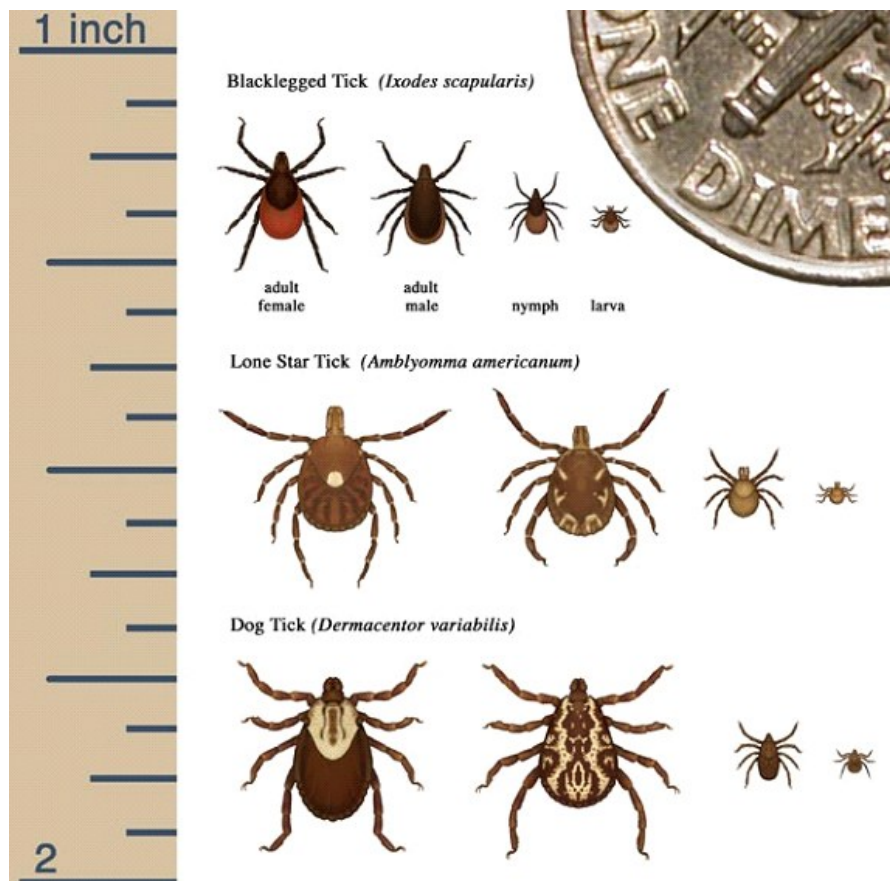 1 inch
Blacklegged Tick (Ixodes scapularis)
ONE DIME
adult
female
adult
male
nymph
larva
Lone Star Tick (Amblyomma americanum)
Dog Tick (Dermacentor variabilis)
2